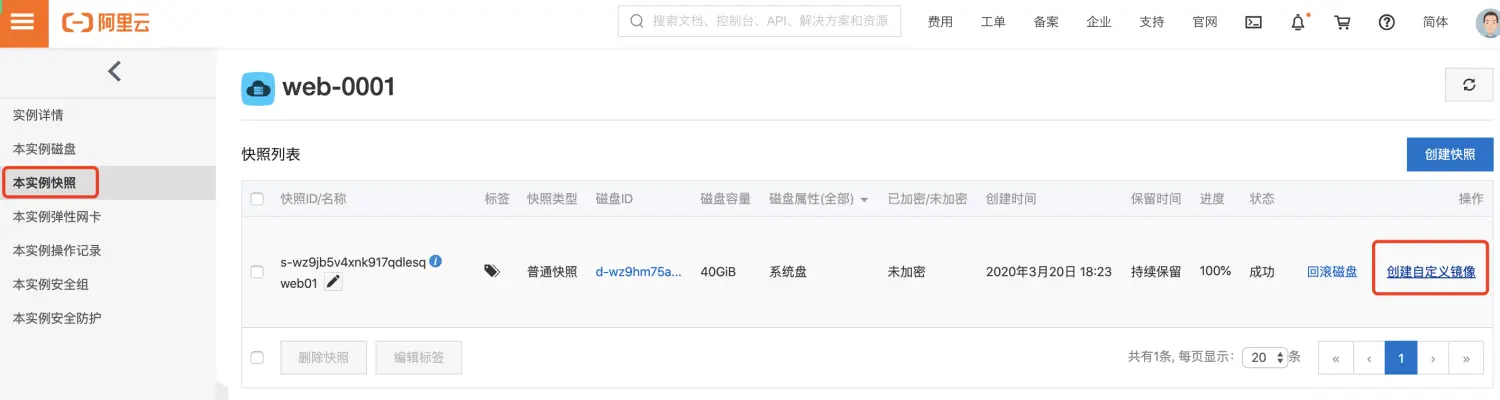 阿里云
搜索文档、控制台、API、解决方案和资源
费用 工单 备案 企业 支持 官网 简体
web-0001
实例详情
本实例磁盘
本实例快照
本实例弹性网卡
本实例操作记录
本实例安全组
本实例安全防护
快照列表 创建快照
快照ID/名称 标签 快照类型 磁盘ID 磁盘容量 磁盘属性(全部) 已加密/未加密 创建时间 保留时间 进度 状态 操作
s-wz9jb5v4xnk917qdlesq
web01 普通快照 d-wz9hm75a... 40GiB 系统盘 未加密 2020年3月20日 18:23 持续保留 100% 成功 回滚磁盘 创建自定义镜像
删除快照 编辑标签 共有1条, 每页显示: 20 条 « ‹ 1 › »